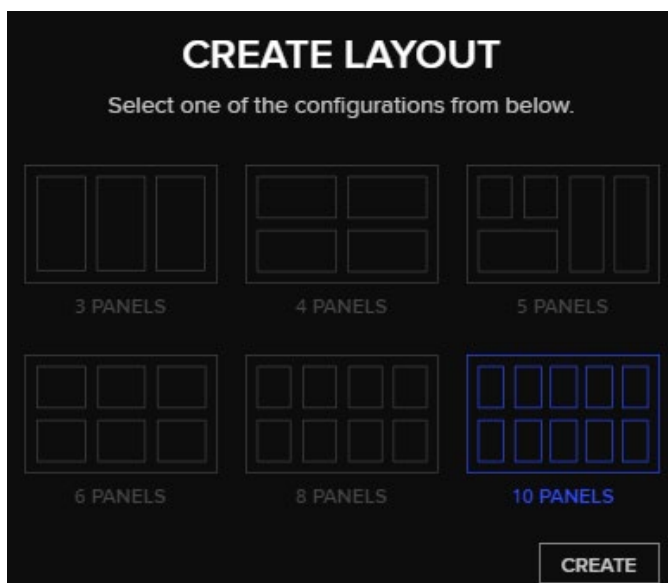 CREATE LAYOUT
Select one of the configurations from below.
3 PANELS
4 PANELS
5 PANELS
6 PANELS
8 PANELS
10 PANELS
CREATE